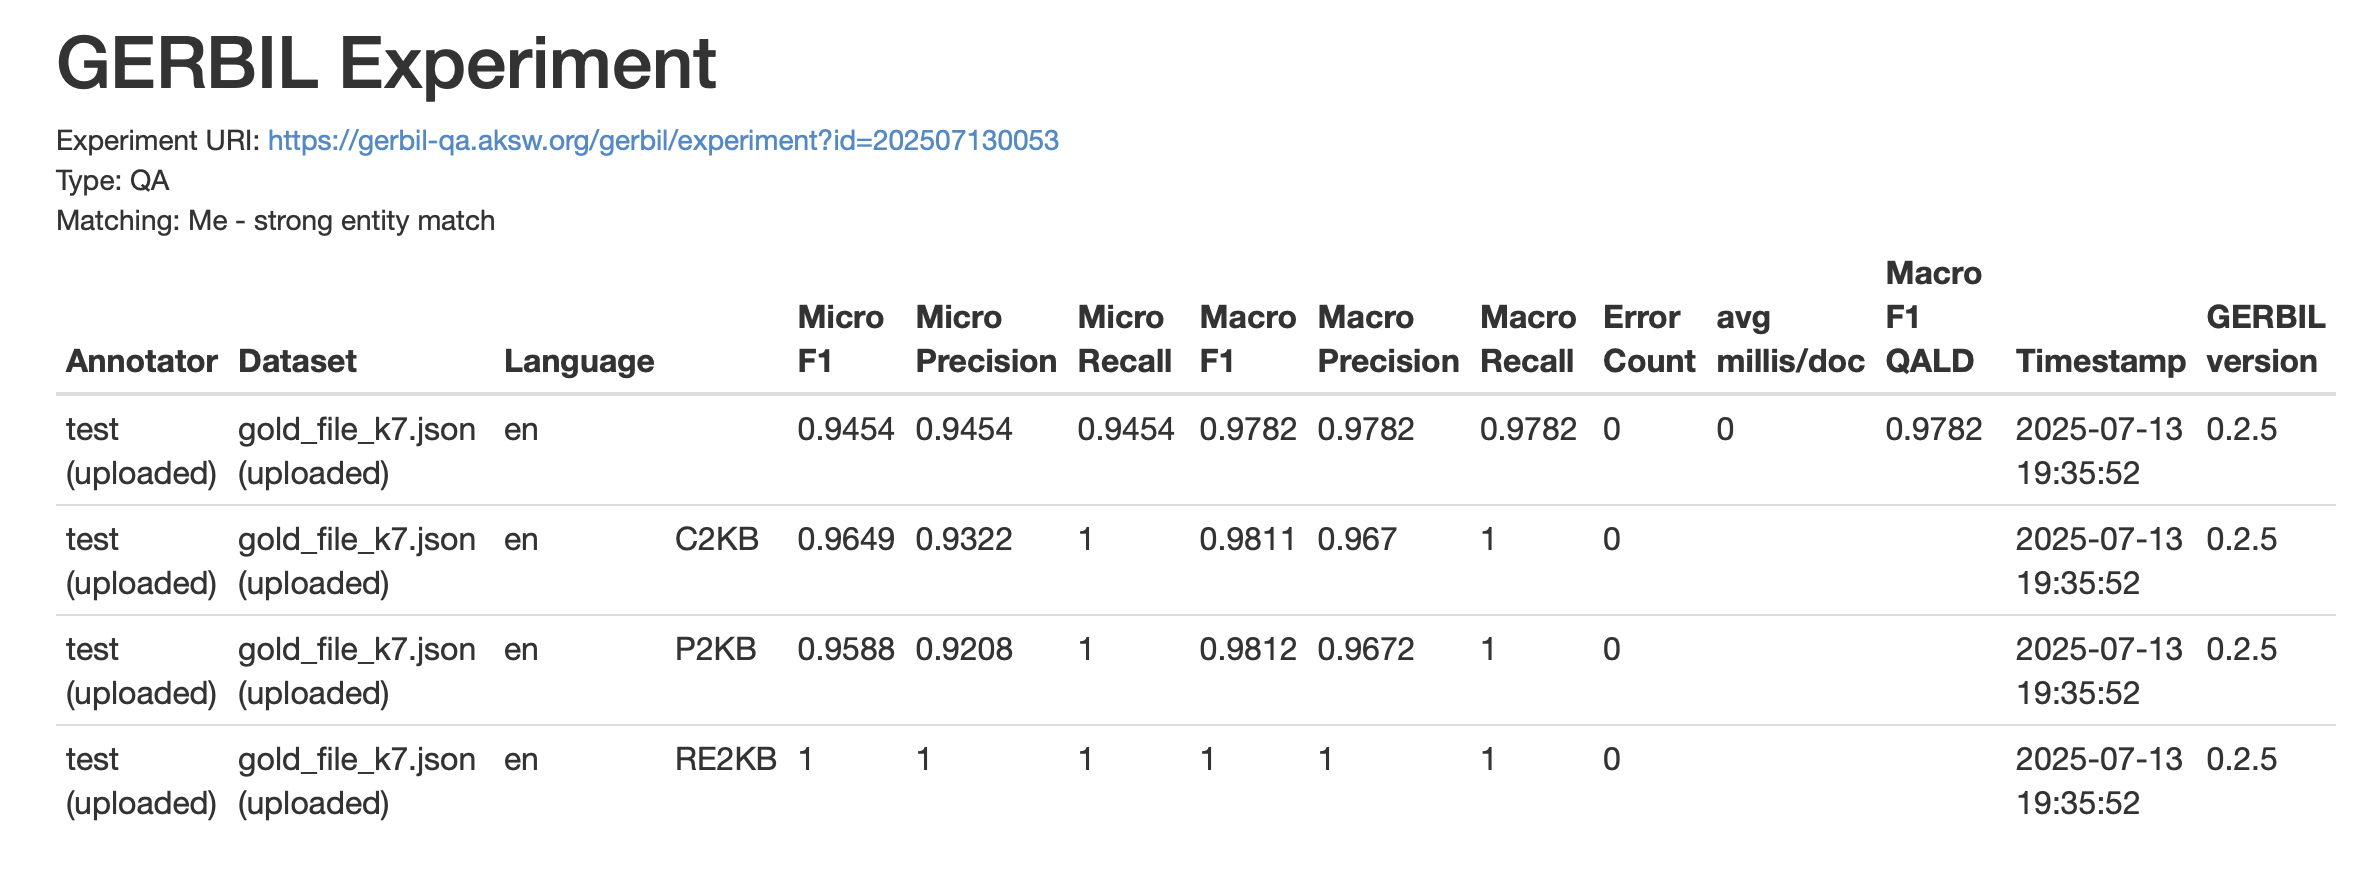 GERBIL Experiment
Experiment URI: https://gerbil-qa.aksw.org/gerbil/experiment?id=202507130053
Type: QA
Matching: Me - strong entity match
Annotator Dataset Language Micro F1 Micro Precision Micro Recall Macro F1 Macro Precision Macro Recall Error Count avg millis/doc Macro F1 QALD Timestamp GERBIL version
test (uploaded) gold_file_k7.json (uploaded) en 0.9454 0.9454 0.9454 0.9782 0.9782 0.9782 0 0 0.9782 2025-07-13 19:35:52 0.2.5
test (uploaded) gold_file_k7.json (uploaded) en C2KB 0.9649 0.9322 1 0.9811 0.967 1 0 2025-07-13 19:35:52 0.2.5
test (uploaded) gold_file_k7.json (uploaded) en P2KB 0.9588 0.9208 1 0.9812 0.9672 1 0 2025-07-13 19:35:52 0.2.5
test (uploaded) gold_file_k7.json (uploaded) en RE2KB 1 1 1 1 1 1 0 2025-07-13 19:35:52 0.2.5